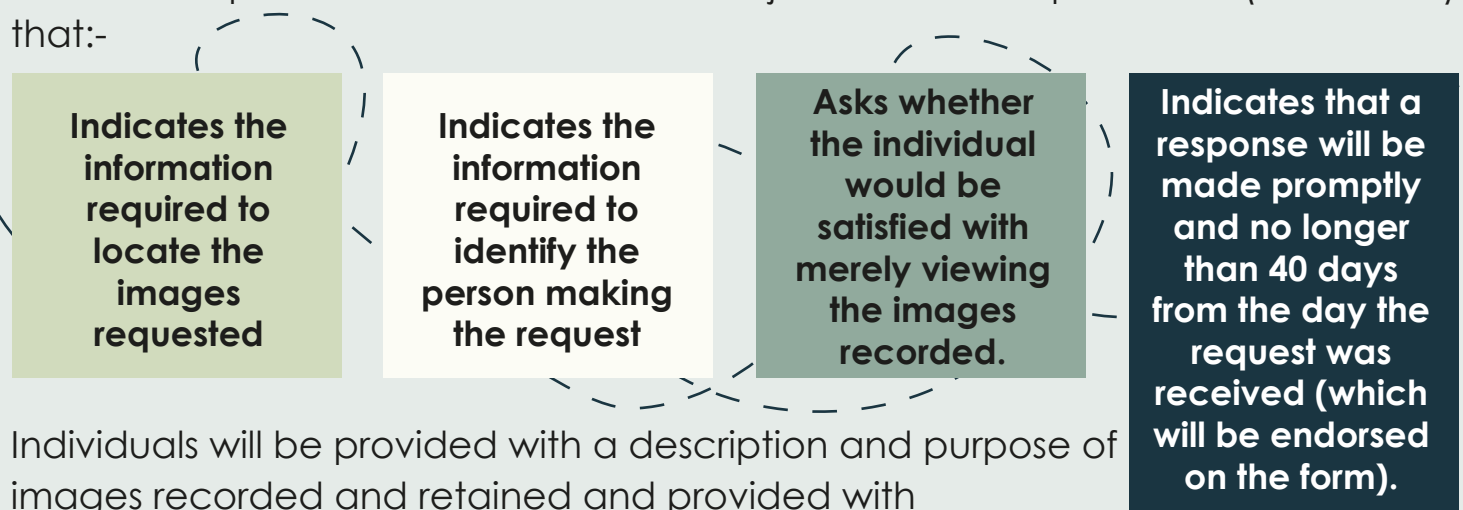 that:-
Indicates the
information
required to
locate the
images
requested
Indicates the
information
required to
identify the
person making
the request
Asks whether
the individual
would be
satisfied with
merely viewing
the images
recorded.
Indicates that a
response will be
made promptly
and no longer
than 40 days
from the day the
request was
received (which
will be endorsed
on the form).
Individuals will be provided with a description and purpose of
images recorded and retained and provided with